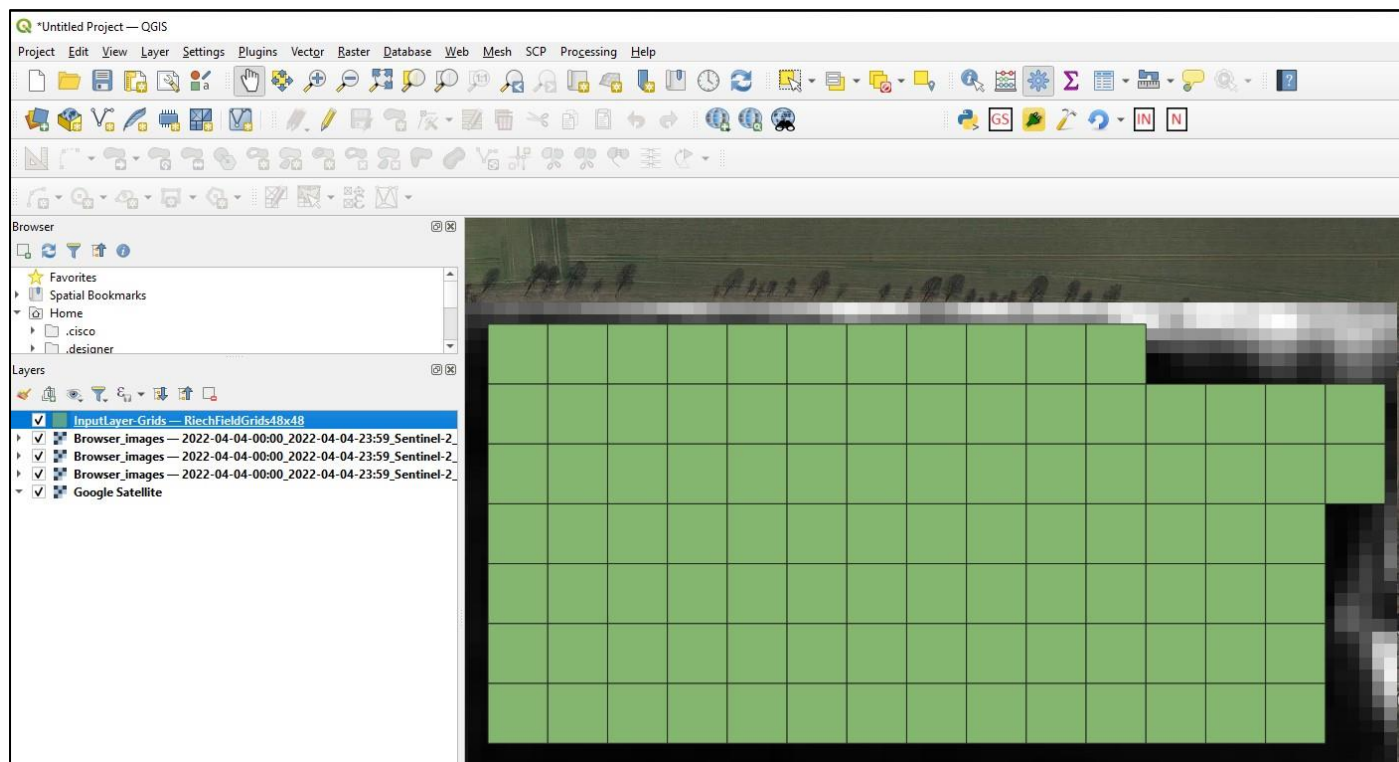 *Untitled Project — QGIS
Project Edit View Layer Settings Plugins Vector Raster Database Web Mesh SCP Processing Help
GS IN N
Browser
Favorites
Spatial Bookmarks
Home
.cisco
.designer
Layers
InputLayer-Grids — RiechFieldGrids48x48
Browser_images — 2022-04-04-00:00_2022-04-04-23:59_Sentinel-2_
Browser_images — 2022-04-04-00:00_2022-04-04-23:59_Sentinel-2_
Browser_images — 2022-04-04-00:00_2022-04-04-23:59_Sentinel-2_
Google Satellite